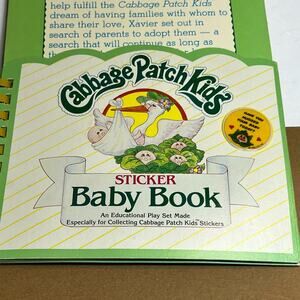 help fulfill the Cabbage Patch Kids
dream of having families with whom to
share their love, Xavier set out in
search of parents to adopt them — a
search that will continue as long as
Cabbage Patch Kids
STICKER
Baby Book
An Educational Play Set Made
Especially for Collecting Cabbage Patch Kids Stickers